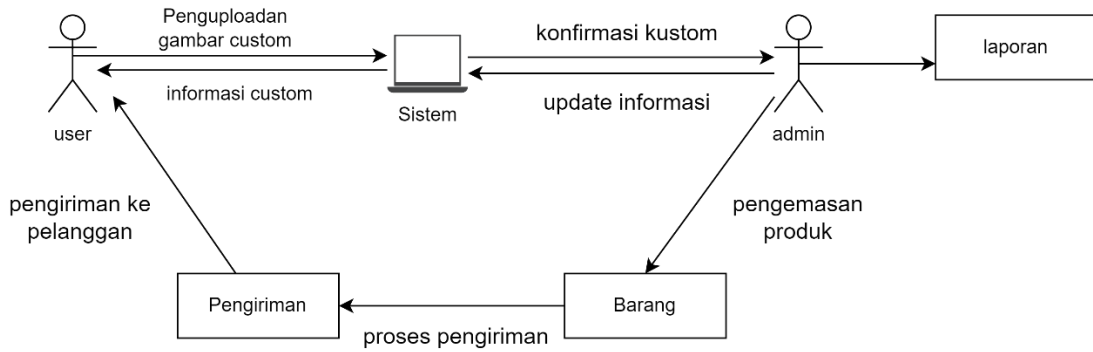 Penguploadan
gambar custom
konfirmasi kustom
laporan
informasi custom
update informasi
Sistem
user
admin
pengiriman ke
pelanggan
pengemasan
produk
Pengiriman
Barang
proses pengiriman